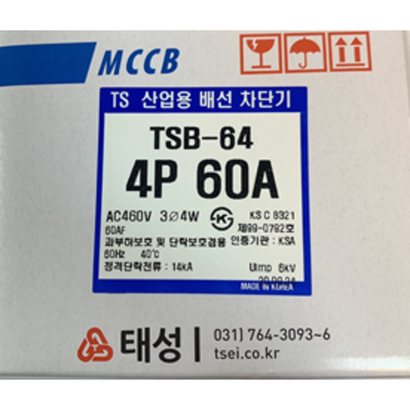 MCCB
TS 산업용 배선 차단기
TSB-64
4P 60A
AC460V 3Ø4W KS C 8321
60AF 제99-0792호
과부하보호 및 단락보호겸용 인증기관 : KSA
60Hz 40℃
정격단락전류 : 14kA Uimp 6kV
MADE IN KOREA
태성 031) 764-3093~6
tsei.co.kr